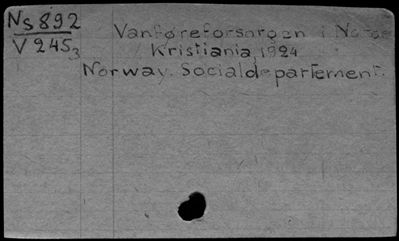 Ns 892
V 245₃
Vanføreforsorgen i Norge
Kristiania, 1924
Norway. Socialdepartement.